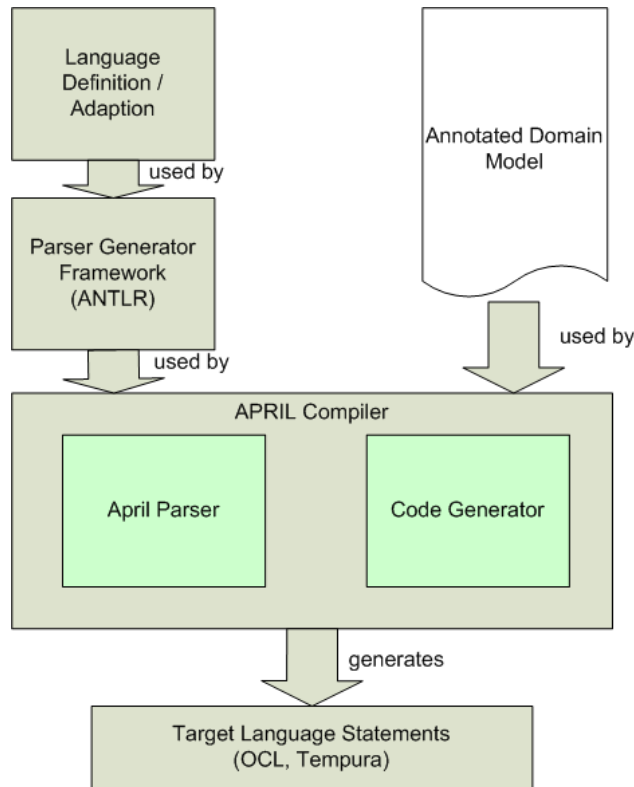 Language
Definition /
Adaption
used by
Parser Generator
Framework
(ANTLR)
used by
Annotated Domain
Model
used by
APRIL Compiler
April Parser
Code Generator
generates
Target Language Statements
(OCL, Tempura)